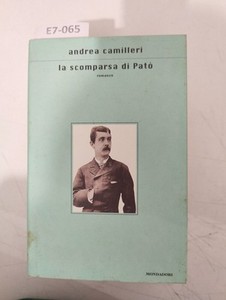 E7-065
andrea camilleri
la scomparsa di Patò
romanzo
MONDADORI